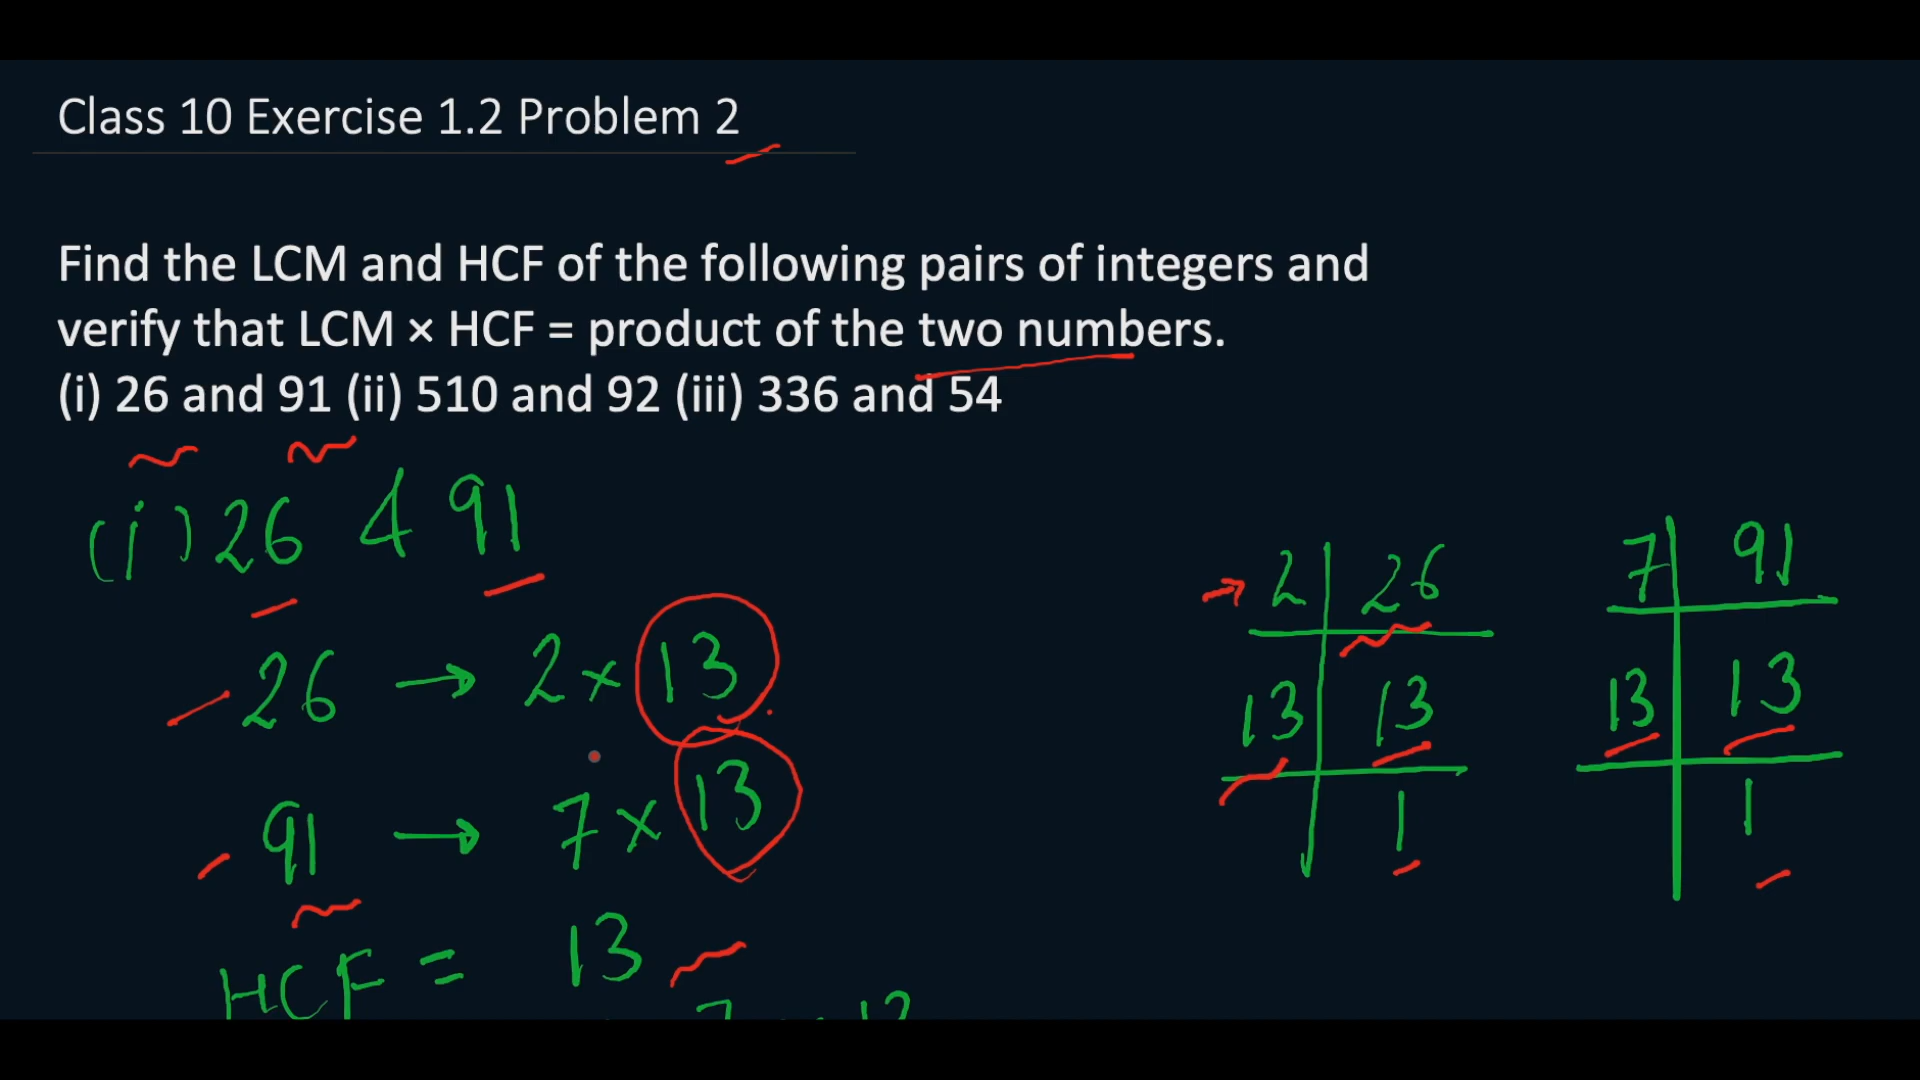 Class 10 Exercise 1.2 Problem 2
Find the LCM and HCF of the following pairs of integers and
verify that LCM × HCF = product of the two numbers.
(i) 26 and 91 (ii) 510 and 92 (iii) 336 and 54
(i) 26 4 91
26 → 2 × 13
91 → 7 × 13
HCF = 13
2 26
13 13
1
7 91
13 13
1